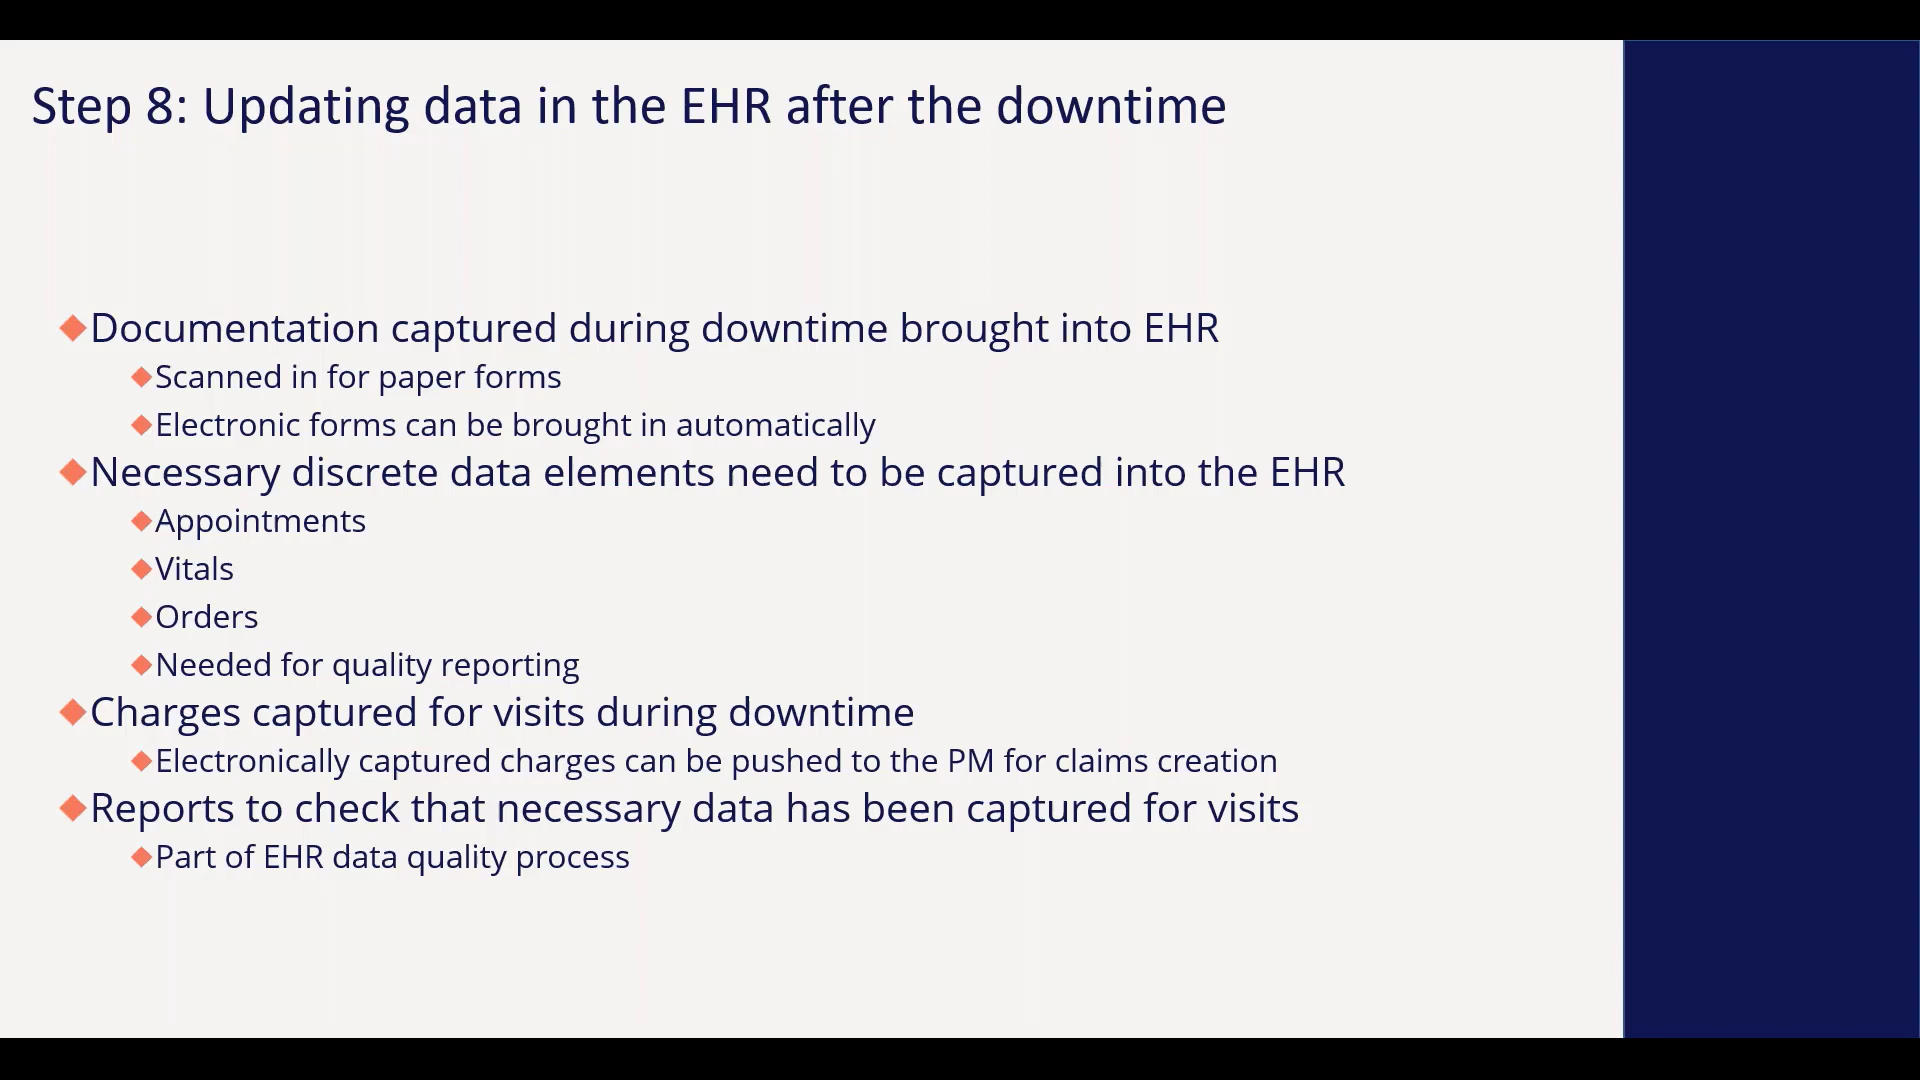 Step 8: Updating data in the EHR after the downtime
Documentation captured during downtime brought into EHR
Scanned in for paper forms
Electronic forms can be brought in automatically
Necessary discrete data elements need to be captured into the EHR
Appointments
Vitals
Orders
Needed for quality reporting
Charges captured for visits during downtime
Electronically captured charges can be pushed to the PM for claims creation
Reports to check that necessary data has been captured for visits
Part of EHR data quality process